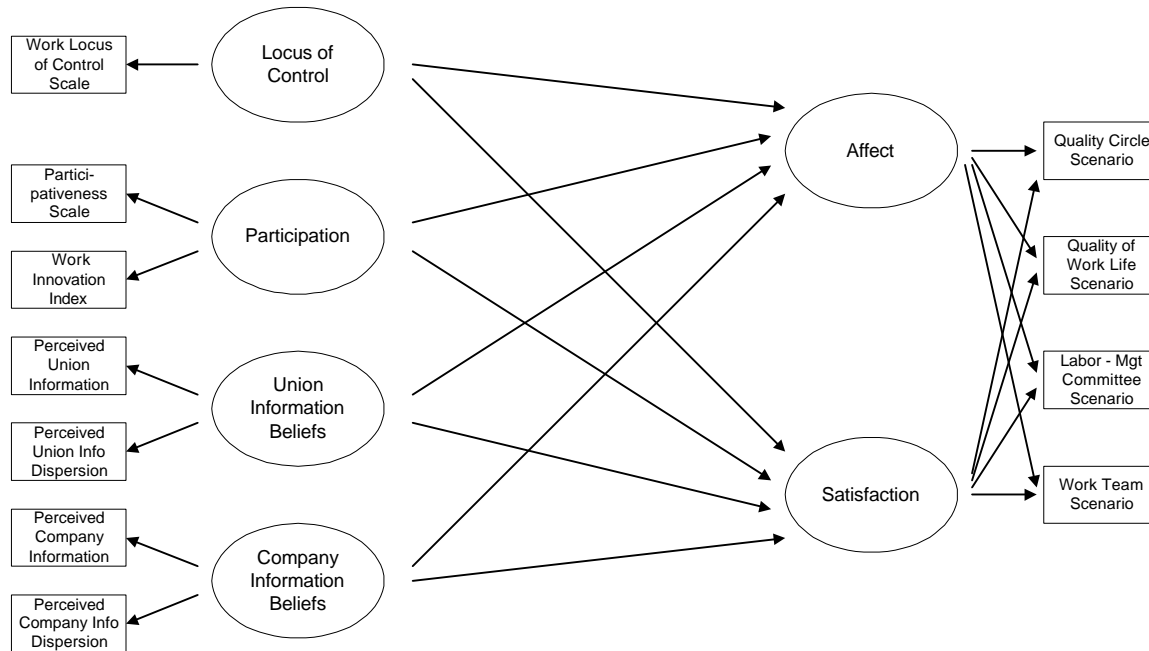 Work Locus
of Control
Scale
Locus of
Control
Partici-
pativeness
Scale
Work
Innovation
Index
Participation
Perceived
Union
Information
Perceived
Union Info
Dispersion
Union
Information
Beliefs
Perceived
Company
Information
Perceived
Company Info
Dispersion
Company
Information
Beliefs
Affect
Satisfaction
Quality Circle
Scenario
Quality of
Work Life
Scenario
Labor - Mgt
Committee
Scenario
Work Team
Scenario